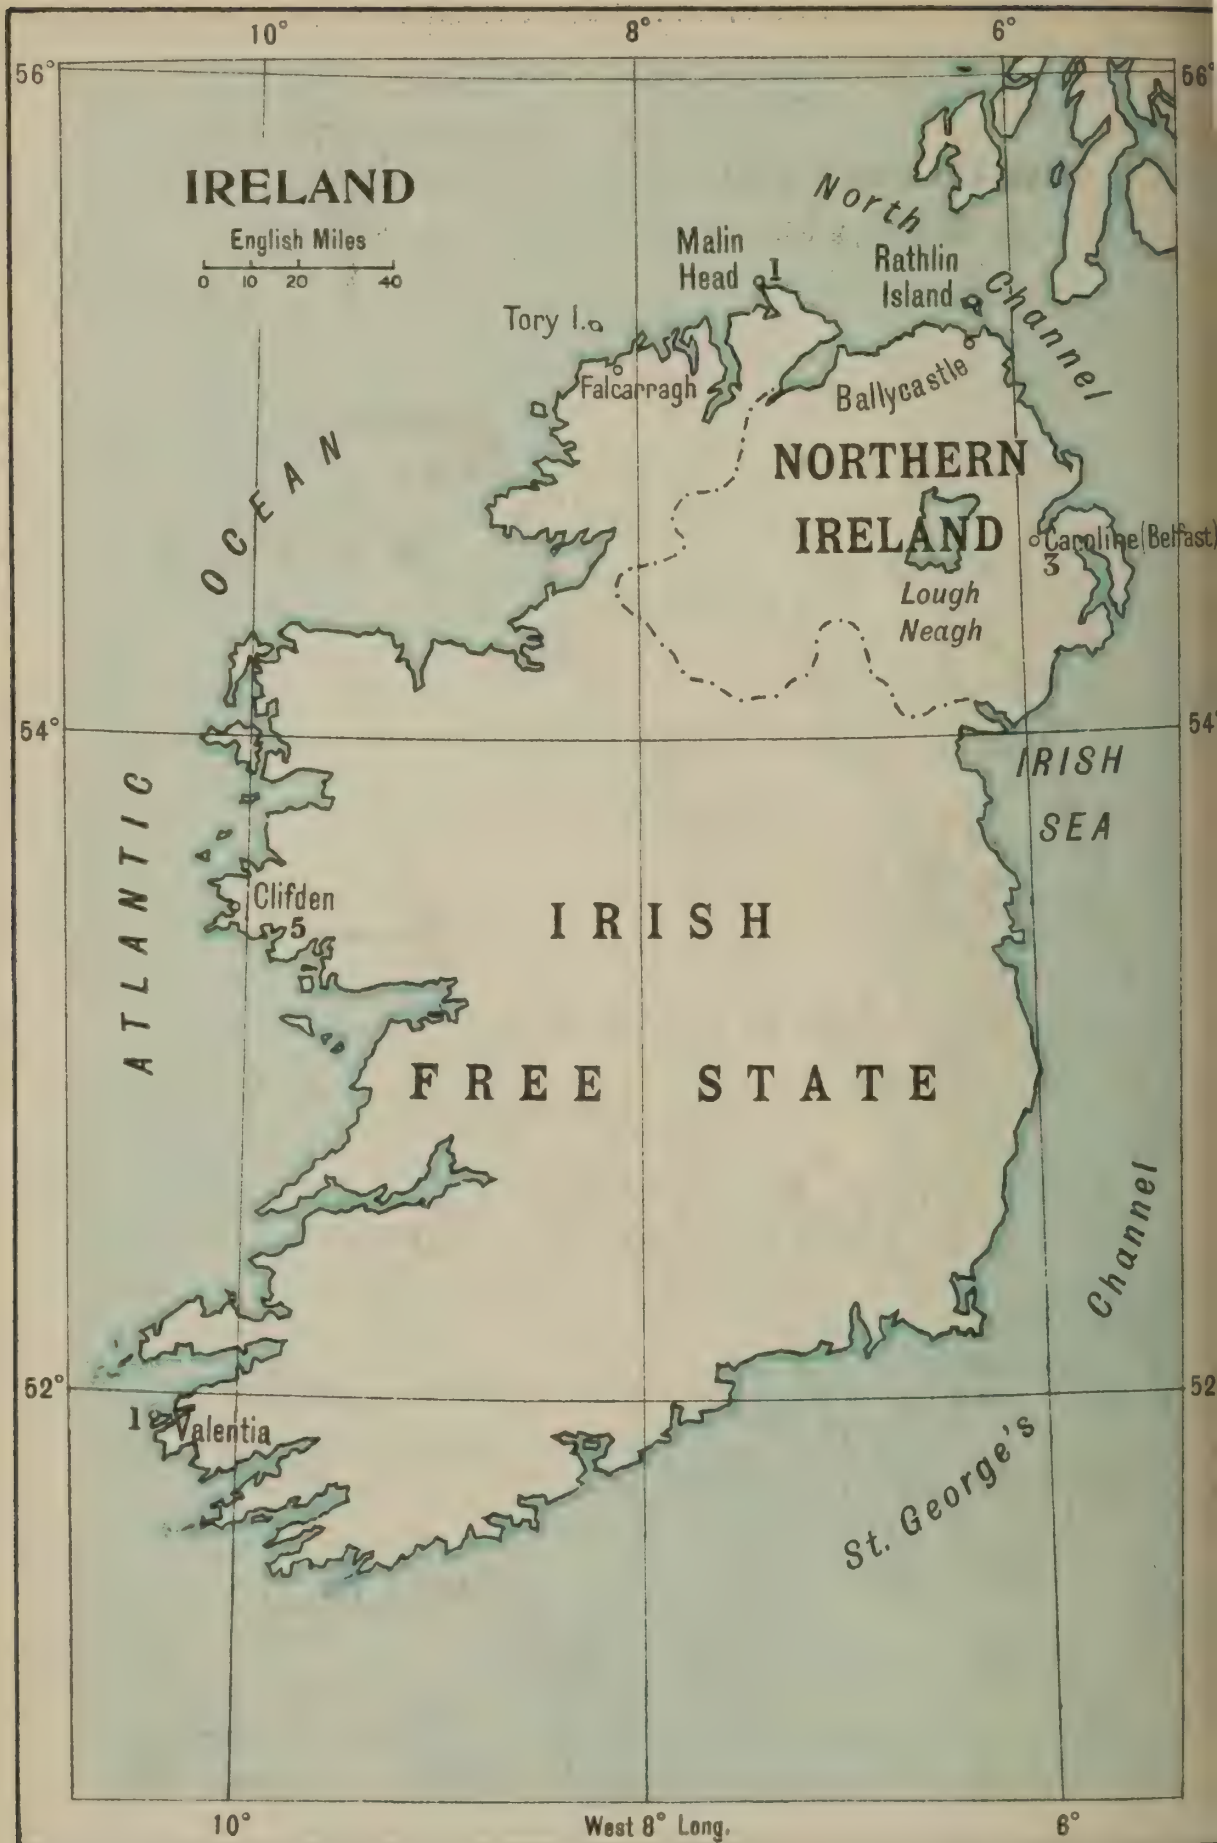 10° 8° 6°
56° 56°
IRELAND
English Miles
0 10 20 40
North
Channel
Malin
Head
I
Rathlin
Island
Tory I.
Falcarragh
Ballycastle
OCEAN
NORTHERN
IRELAND
Caroline (Belfast)
3
Lough
Neagh
54° 54°
IRISH
SEA
ATLANTIC
Clifden
5
IRISH
FREE STATE
Channel
52° 52
1 Valentia
St. George's
10° West 8° Long. 6°